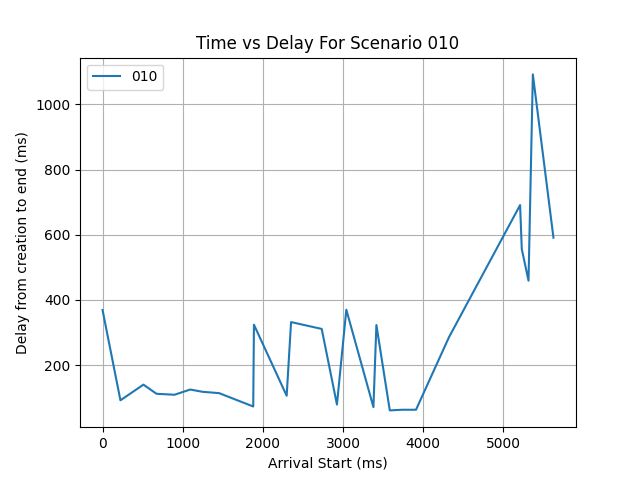 Time vs Delay For Scenario 010
010
Delay from creation to end (ms)
1000
800
600
400
200
0 1000 2000 3000 4000 5000
Arrival Start (ms)